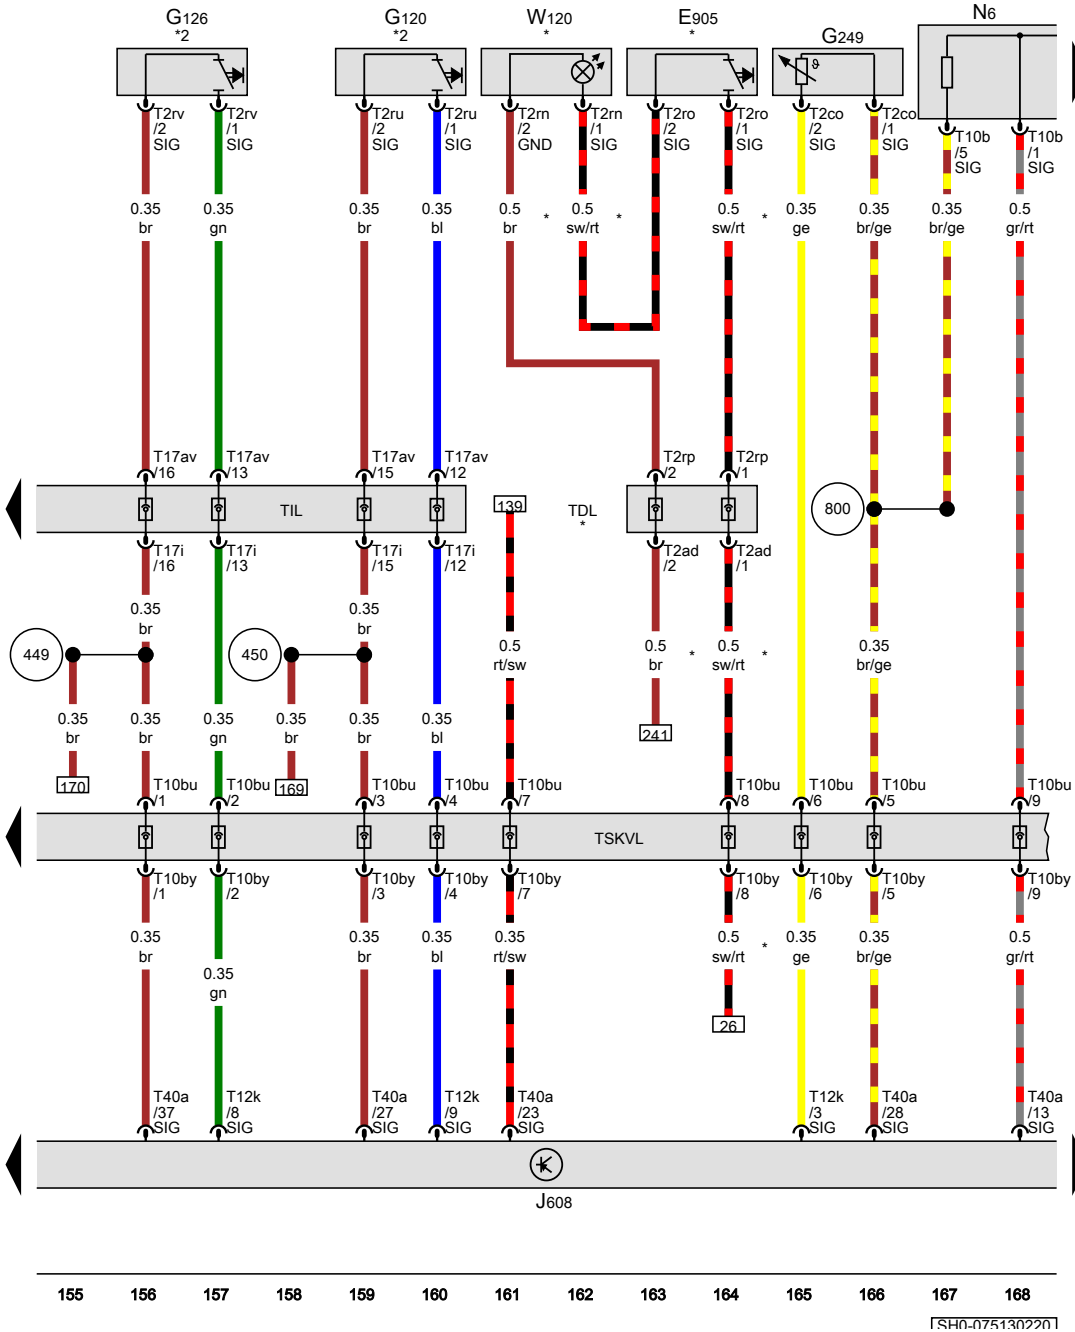 G126
*2
G120
*2
W120
*
E905
*
G249
N6
T2rv
/2
SIG
T2rv
/1
SIG
T2ru
/2
SIG
T2ru
/1
SIG
T2rn
/2
GND
T2rn
/1
SIG
T2ro
/2
SIG
T2ro
/1
SIG
T2co
/2
SIG
T2co
/1
SIG
T10b
/5
SIG
T10b
/1
SIG
0.35
br
0.35
gn
0.35
br
0.35
bl
0.5
br
*
0.5
sw/rt
*
0.5
sw/rt
*
0.35
ge
0.35
br/ge
0.35
br/ge
0.5
gr/rt
T17av
/16
T17av
/13
T17av
/15
T17av
/12
T2rp
/2
T2rp
/1
TIL
139
TDL
*
800
T17i
/16
T17i
/13
T17i
/15
T17i
/12
T2ad
/2
T2ad
/1
0.35
br
0.35
br
449
450
0.5
rt/sw
0.5
br
*
0.5
sw/rt
*
0.35
br/ge
0.35
br
0.35
br
0.35
gn
0.35
br
0.35
br
0.35
bl
241
170
169
T10bu
/1
T10bu
/2
T10bu
/3
T10bu
/4
T10bu
/7
T10bu
/8
T10bu
/6
T10bu
/5
T10bu
/9
TSKVL
T10by
/1
T10by
/2
T10by
/3
T10by
/4
T10by
/7
T10by
/8
T10by
/6
T10by
/5
T10by
/9
0.35
br
0.35
gn
0.35
br
0.35
bl
0.35
rt/sw
0.5
sw/rt
*
0.35
ge
0.35
br/ge
0.5
gr/rt
26
T40a
/37
SIG
T12k
/8
SIG
T40a
/27
SIG
T12k
/9
SIG
T40a
/23
SIG
T12k
/3
SIG
T40a
/28
SIG
T40a
/13
SIG
J608
155 156 157 158 159 160 161 162 163 164 165 166 167 168
SH0-075130220